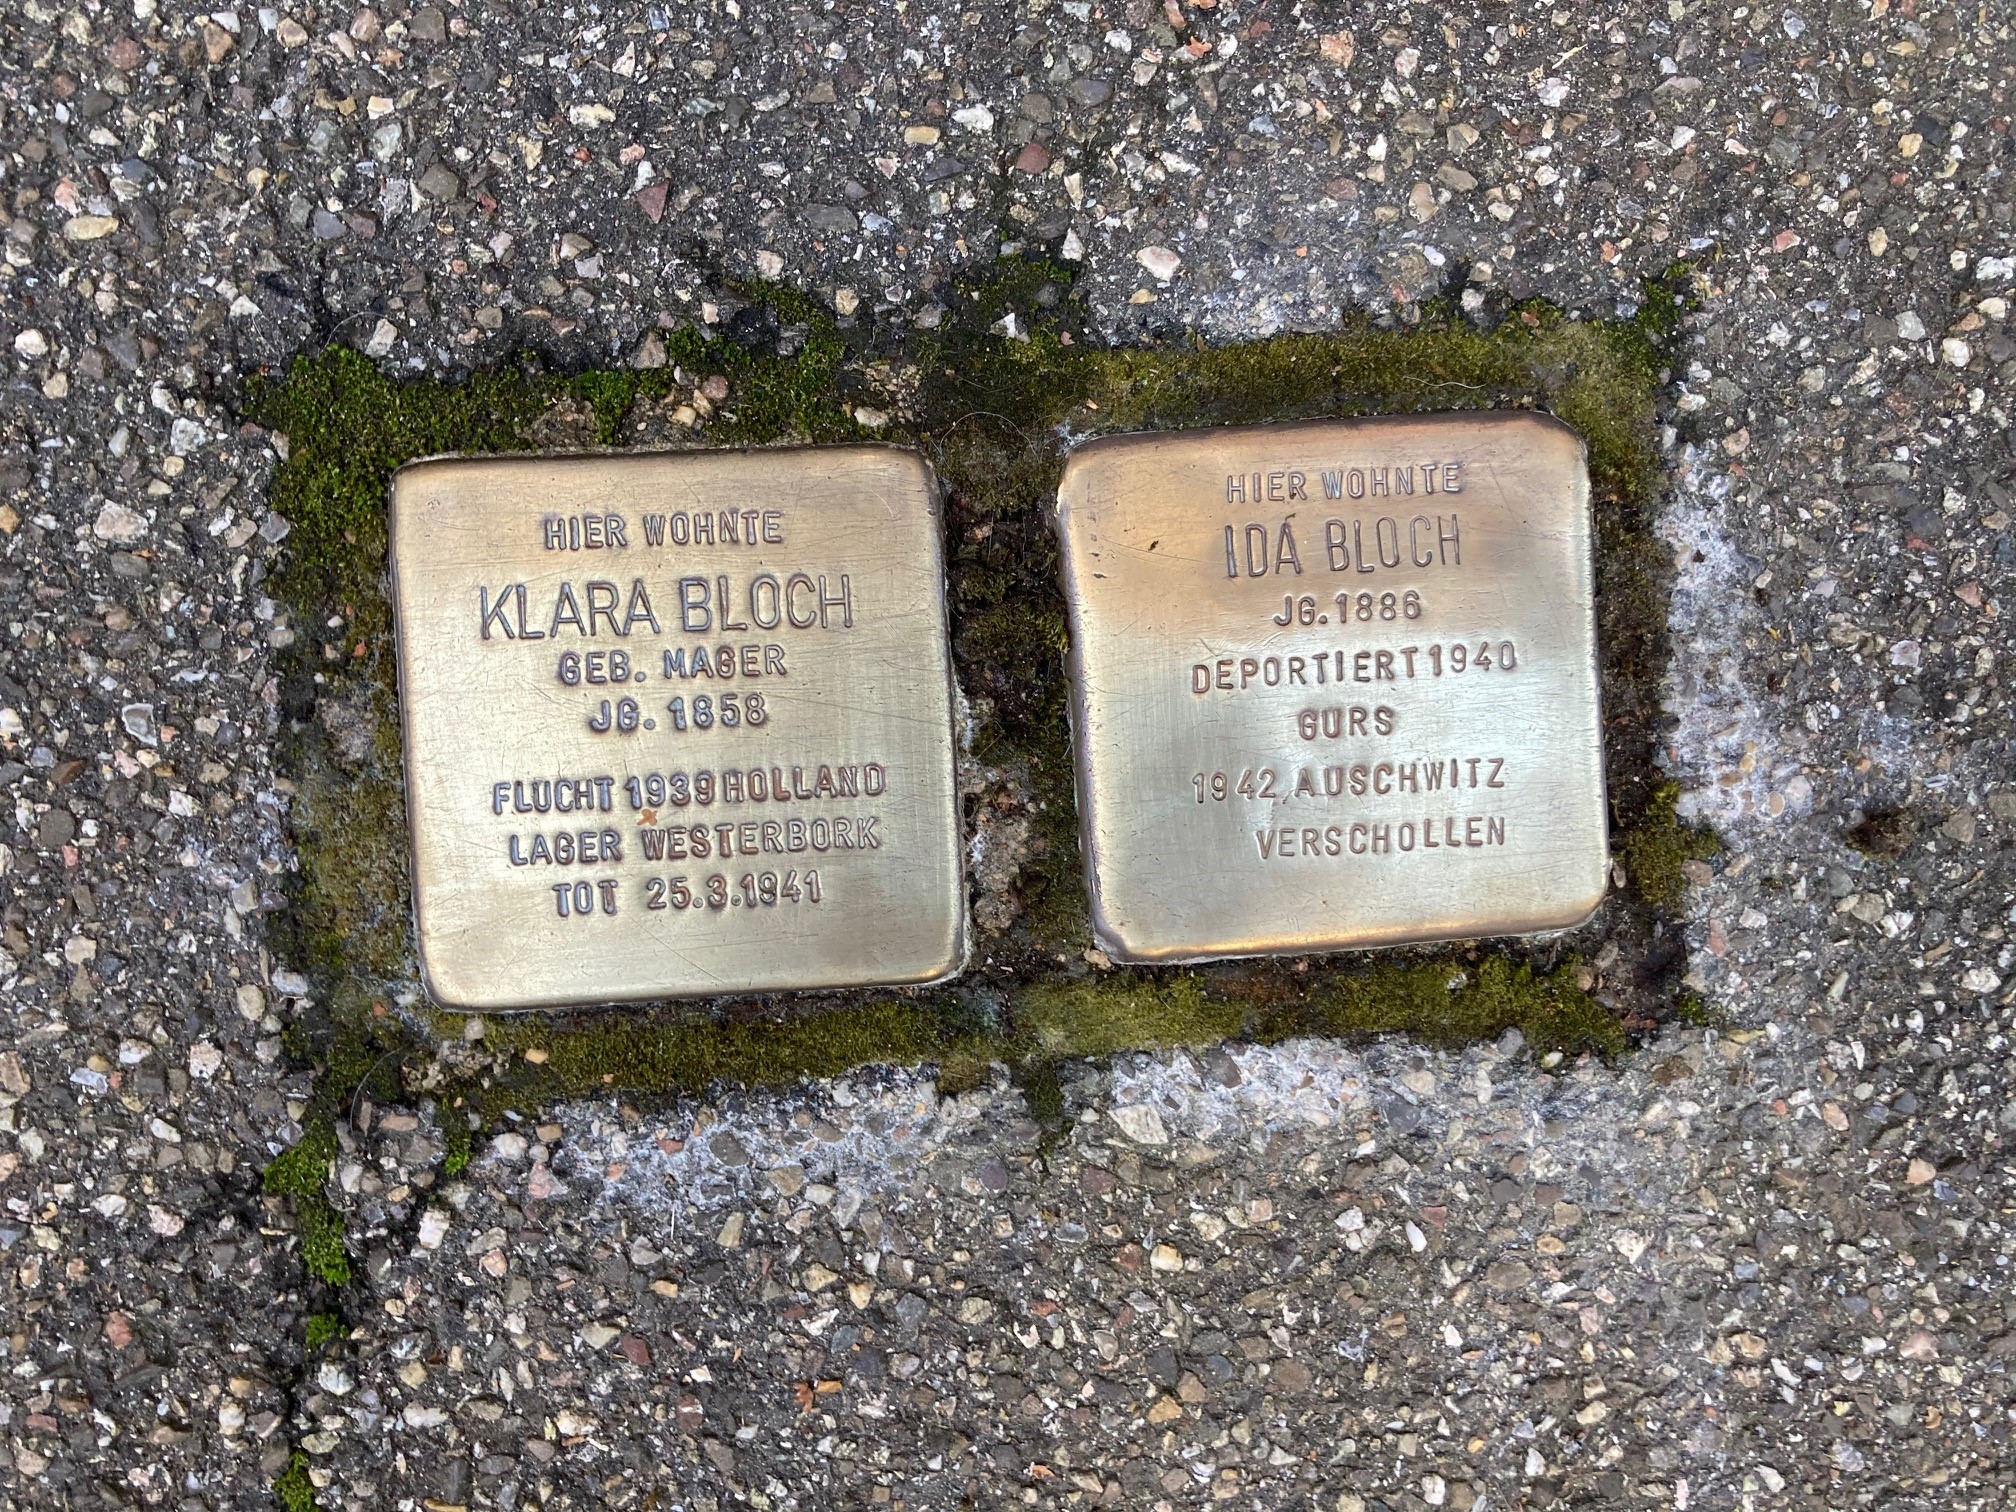 HIER WOHNTE
KLARA BLOCH
GEB. MAGER
JG. 1858
FLUCHT 1939 HOLLAND
LAGER WESTERBORK
TOT 25.3.1941
HIER WOHNTE
IDA BLOCH
JG. 1886
DEPORTIERT 1940
GURS
1942 AUSCHWITZ
VERSCHOLLEN